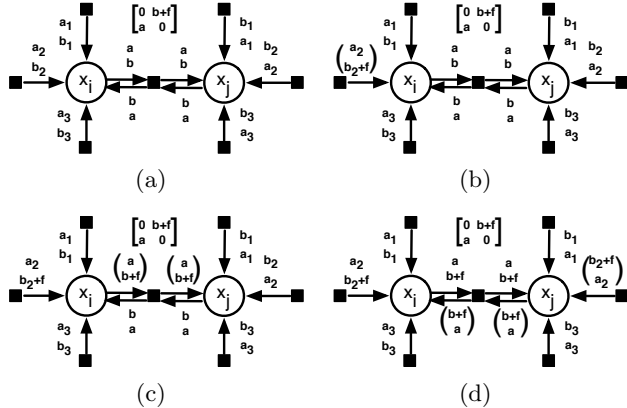 a1
b1
[0 b+f
a 0]
b1
a1
a2
b2
xi
a
b
b
a
a
b
b
a
xj
b2
a2
a3
b3
b3
a3
(a)
a1
b1
[0 b+f
a 0]
b1
a1
(a2
b2+f)
xi
a
b
b
a
a
b
b
a
xj
b2
a2
a3
b3
b3
a3
(b)
a1
b1
[0 b+f
a 0]
b1
a1
a2
b2+f
xi
(a
b+f)
b
a
(a
b+f)
b
a
xj
b2
a2
a3
b3
b3
a3
(c)
a1
b1
[0 b+f
a 0]
b1
a1
a2
b2+f
xi
a
b+f
(b+f
a)
a
b+f
(b+f
a)
xj
(b2+f
a2)
a3
b3
b3
a3
(d)